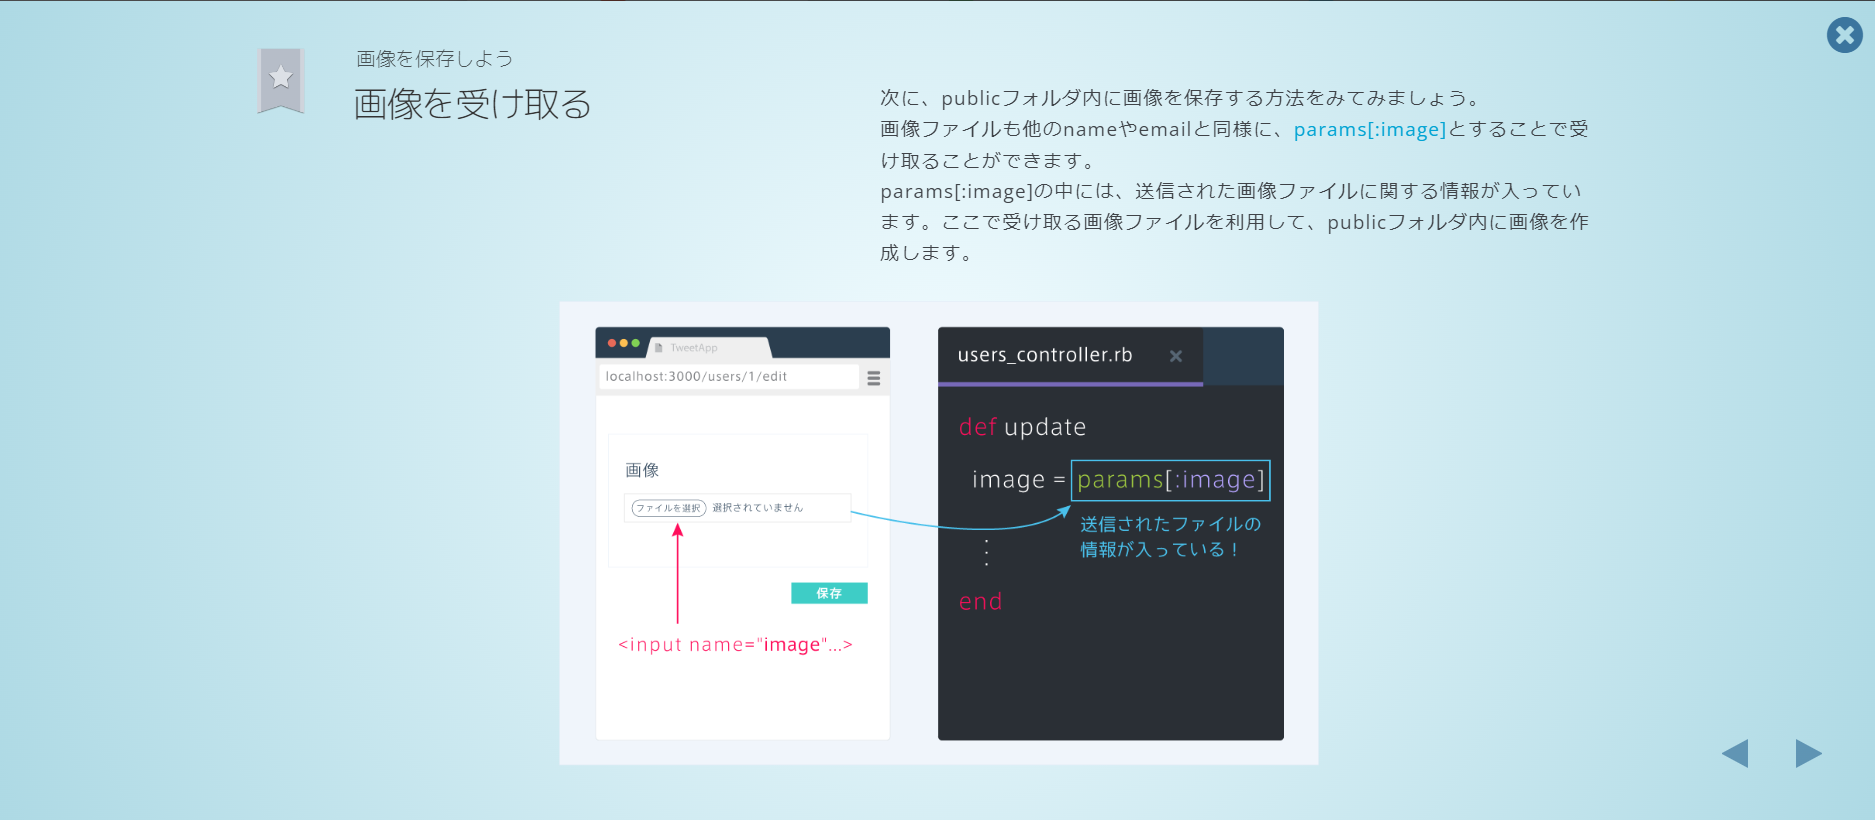 画像を保存しよう
画像を受け取る
次に、publicフォルダ内に画像を保存する方法をみてみましょう。
画像ファイルも他のnameやemailと同様に、params[:image]とすることで受
け取ることができます。
params[:image]の中には、送信された画像ファイルに関する情報が入ってい
ます。ここで受け取る画像ファイルを利用して、publicフォルダ内に画像を作
成します。
TweetApp
localhost:3000/users/1/edit
画像
ファイルを選択 選択されていません
保存
<input name="image"...>
users_controller.rb
def update
image = params[:image]
送信されたファイルの
情報が入っている！
end